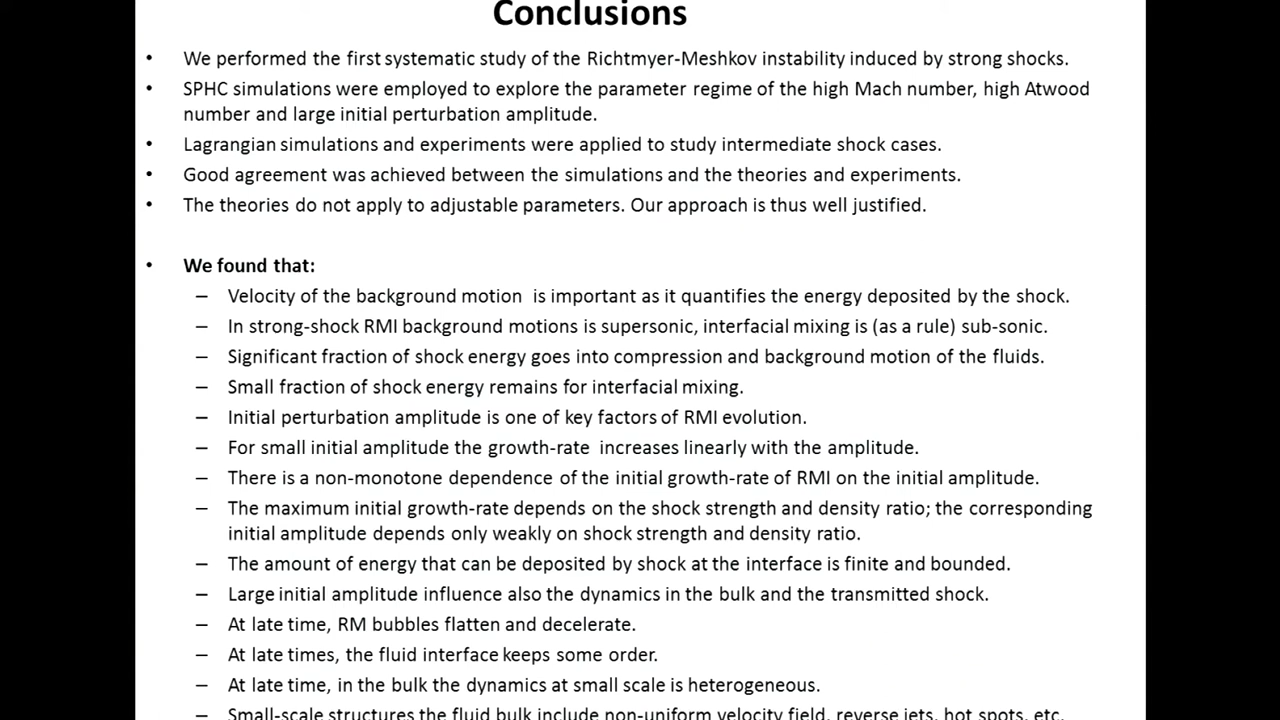 Conclusions
• We performed the first systematic study of the Richtmyer-Meshkov instability induced by strong shocks.
• SPHC simulations were employed to explore the parameter regime of the high Mach number, high Atwood
number and large initial perturbation amplitude.
• Lagrangian simulations and experiments were applied to study intermediate shock cases.
• Good agreement was achieved between the simulations and the theories and experiments.
• The theories do not apply to adjustable parameters. Our approach is thus well justified.
• We found that:
– Velocity of the background motion is important as it quantifies the energy deposited by the shock.
– In strong-shock RMI background motions is supersonic, interfacial mixing is (as a rule) sub-sonic.
– Significant fraction of shock energy goes into compression and background motion of the fluids.
– Small fraction of shock energy remains for interfacial mixing.
– Initial perturbation amplitude is one of key factors of RMI evolution.
– For small initial amplitude the growth-rate increases linearly with the amplitude.
– There is a non-monotone dependence of the initial growth-rate of RMI on the initial amplitude.
– The maximum initial growth-rate depends on the shock strength and density ratio; the corresponding
initial amplitude depends only weakly on shock strength and density ratio.
– The amount of energy that can be deposited by shock at the interface is finite and bounded.
– Large initial amplitude influence also the dynamics in the bulk and the transmitted shock.
– At late time, RM bubbles flatten and decelerate.
– At late times, the fluid interface keeps some order.
– At late time, in the bulk the dynamics at small scale is heterogeneous.
– Small-scale structures the fluid bulk include non-uniform velocity field, reverse jets, hot spots, etc.